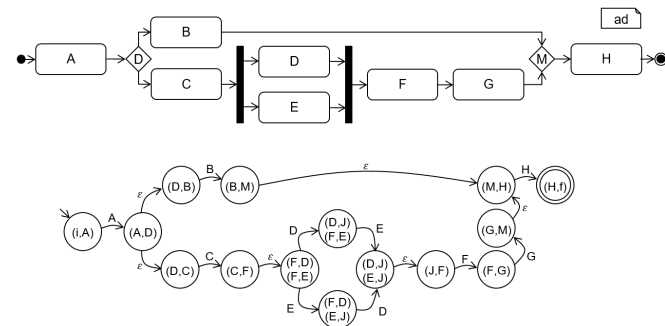 ad
B
A
D
M
H
C
D
E
F
G
B
ε
H
(D,B)
(B,M)
(M,H)
(H,f)
ε
ε
A
(i,A)
(A,D)
(G,M)
D
(D,J)
(F,E)
E
G
ε
C
ε
ε
F
(D,C)
(C,F)
(F,D)
(F,E)
(D,J)
(E,J)
(J,F)
(F,G)
E
(F,D)
(E,J)
D